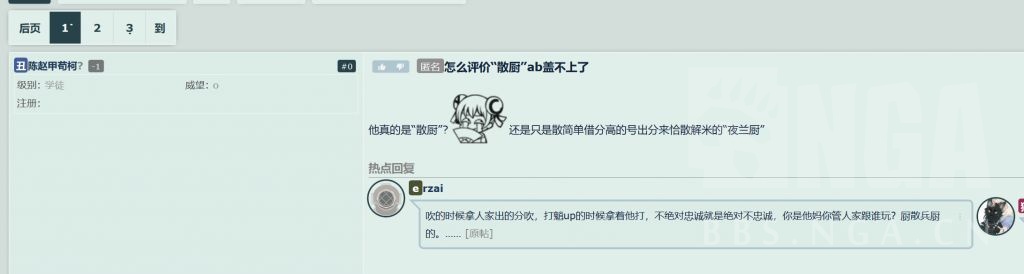 后页 1 2 3 到
丑陈赵甲苟柯? -1 #0
级别：学徒 威望：0
注册：
匿名 怎么评价“散厨”ab盖不上了
他真的是“散厨”? 还是只是散简单借分高的号出分来恰散解米的“夜兰厨”
热点回复
erzai
吹的时候拿人家出的分吹，打魈up的时候拿着他打，不绝对忠诚就是绝对不忠诚，你是他妈你管人家跟谁玩？厨散兵厨
的。...... [原帖]
NGA
BBS.NGA.CN